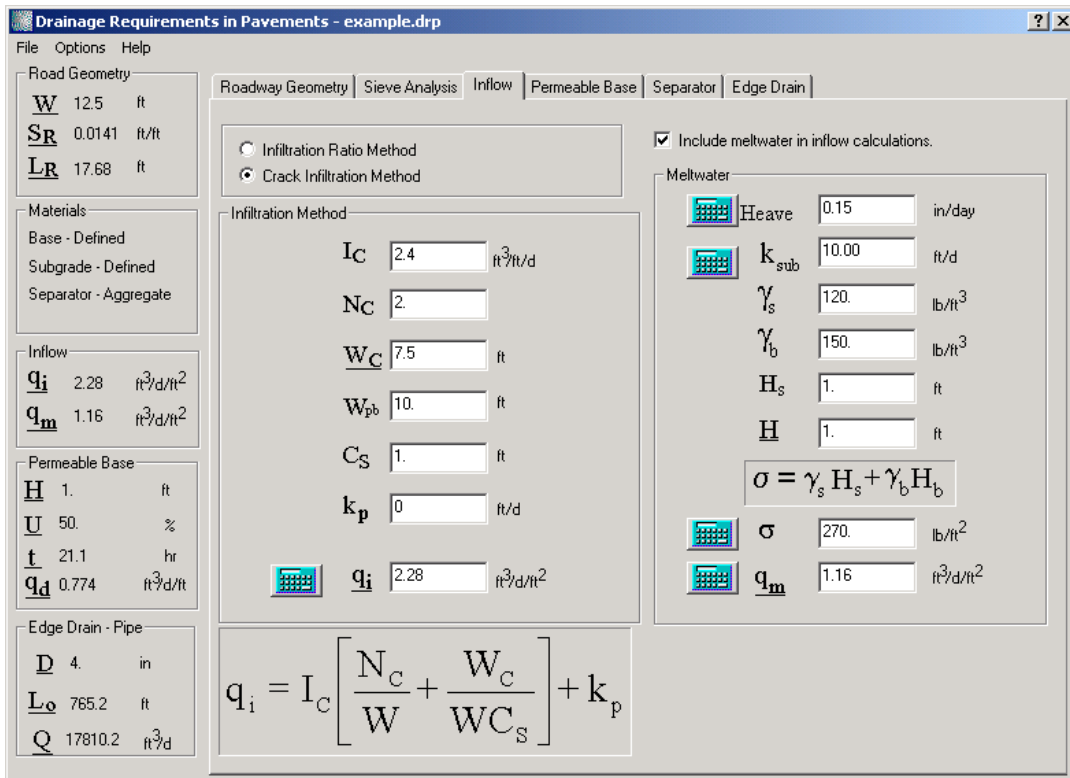 Drainage Requirements in Pavements - example.drp
File Options Help
Road Geometry
W 12.5 ft
SR 0.0141 ft/ft
LR 17.68 ft
Materials
Base - Defined
Subgrade - Defined
Separator - Aggregate
Inflow
qi 2.28 ft3/d/ft2
qm 1.16 ft3/d/ft2
Permeable Base
H 1. ft
U 50. %
t 21.1 hr
qd 0.774 ft3/d/ft
Edge Drain - Pipe
D 4. in
Lo 765.2 ft
Q 17810.2 ft3/d
Roadway Geometry Sieve Analysis Inflow Permeable Base Separator Edge Drain
Infiltration Ratio Method
Crack Infiltration Method
Infiltration Method
IC 2.4 ft3/ft/d
NC 2.
WC 7.5 ft
Wpb 10. ft
CS 1. ft
kp 0 ft/d
qi 2.28 ft3/d/ft2
qi = IC [ NC/W + WC/WCS ] + kp
Include meltwater in inflow calculations.
Meltwater
Heave 0.15 in/day
ksub 10.00 ft/d
γs 120. lb/ft3
γb 150. lb/ft3
Hs 1. ft
H 1. ft
σ = γs Hs + γb Hb
σ 270. lb/ft2
qm 1.16 ft3/d/ft2